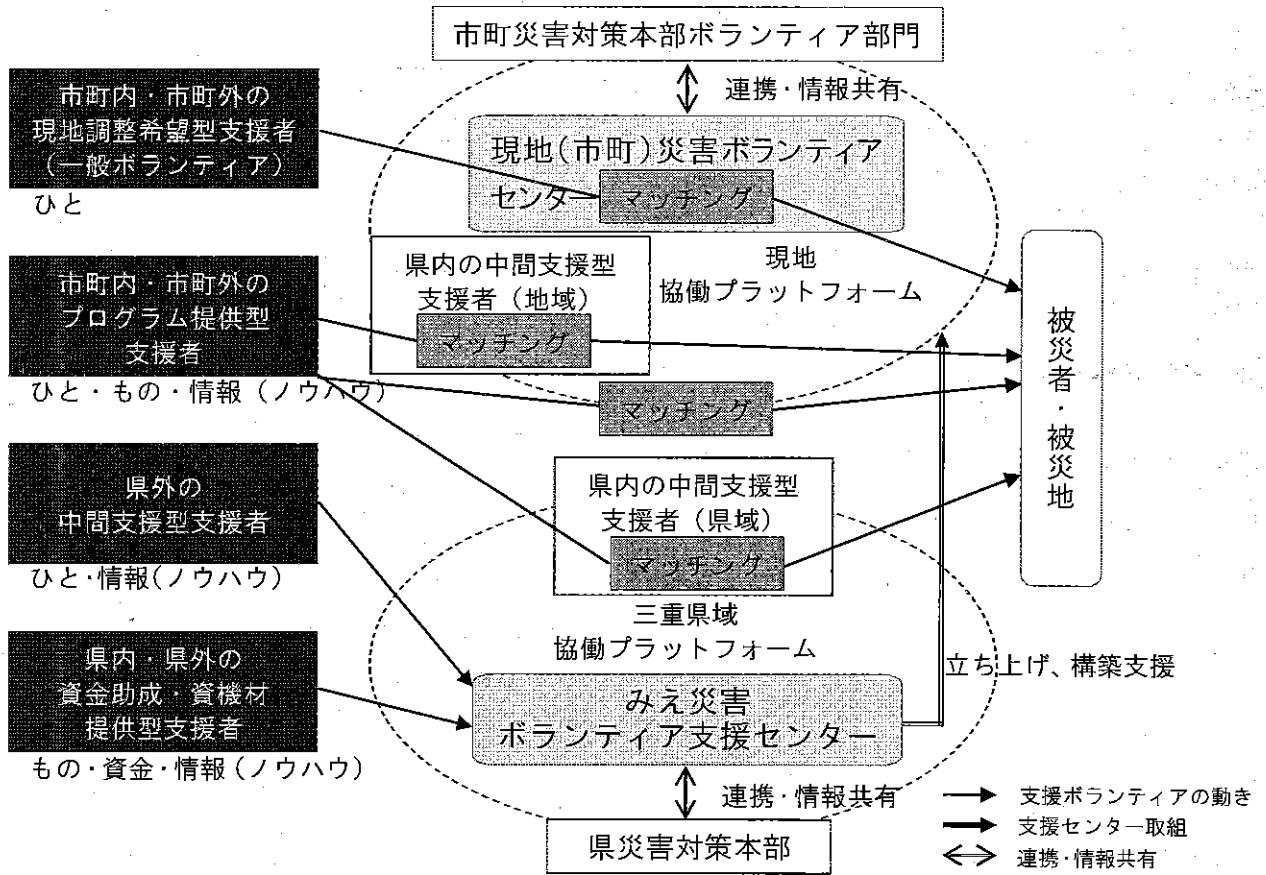 市町災害対策本部ボランティア部門
連携・情報共有
市町内・市町外の
現地調整希望型支援者
(一般ボランティア)
ひと
現地(市町)災害ボランティア
センター
マッチング
現地
協働プラットフォーム
市町内・市町外の
プログラム提供型
支援者
ひと・もの・情報(ノウハウ)
県内の中間支援型
支援者(地域)
マッチング
マッチング
被災者・被災地
県外の
中間支援型支援者
ひと・情報(ノウハウ)
県内の中間支援型
支援者(県域)
マッチング
三重県域
協働プラットフォーム
立ち上げ、構築支援
県内・県外の
資金助成・資機材
提供型支援者
もの・資金・情報(ノウハウ)
みえ災害
ボランティア支援センター
連携・情報共有
県災害対策本部
支援ボランティアの動き
支援センター取組
連携・情報共有